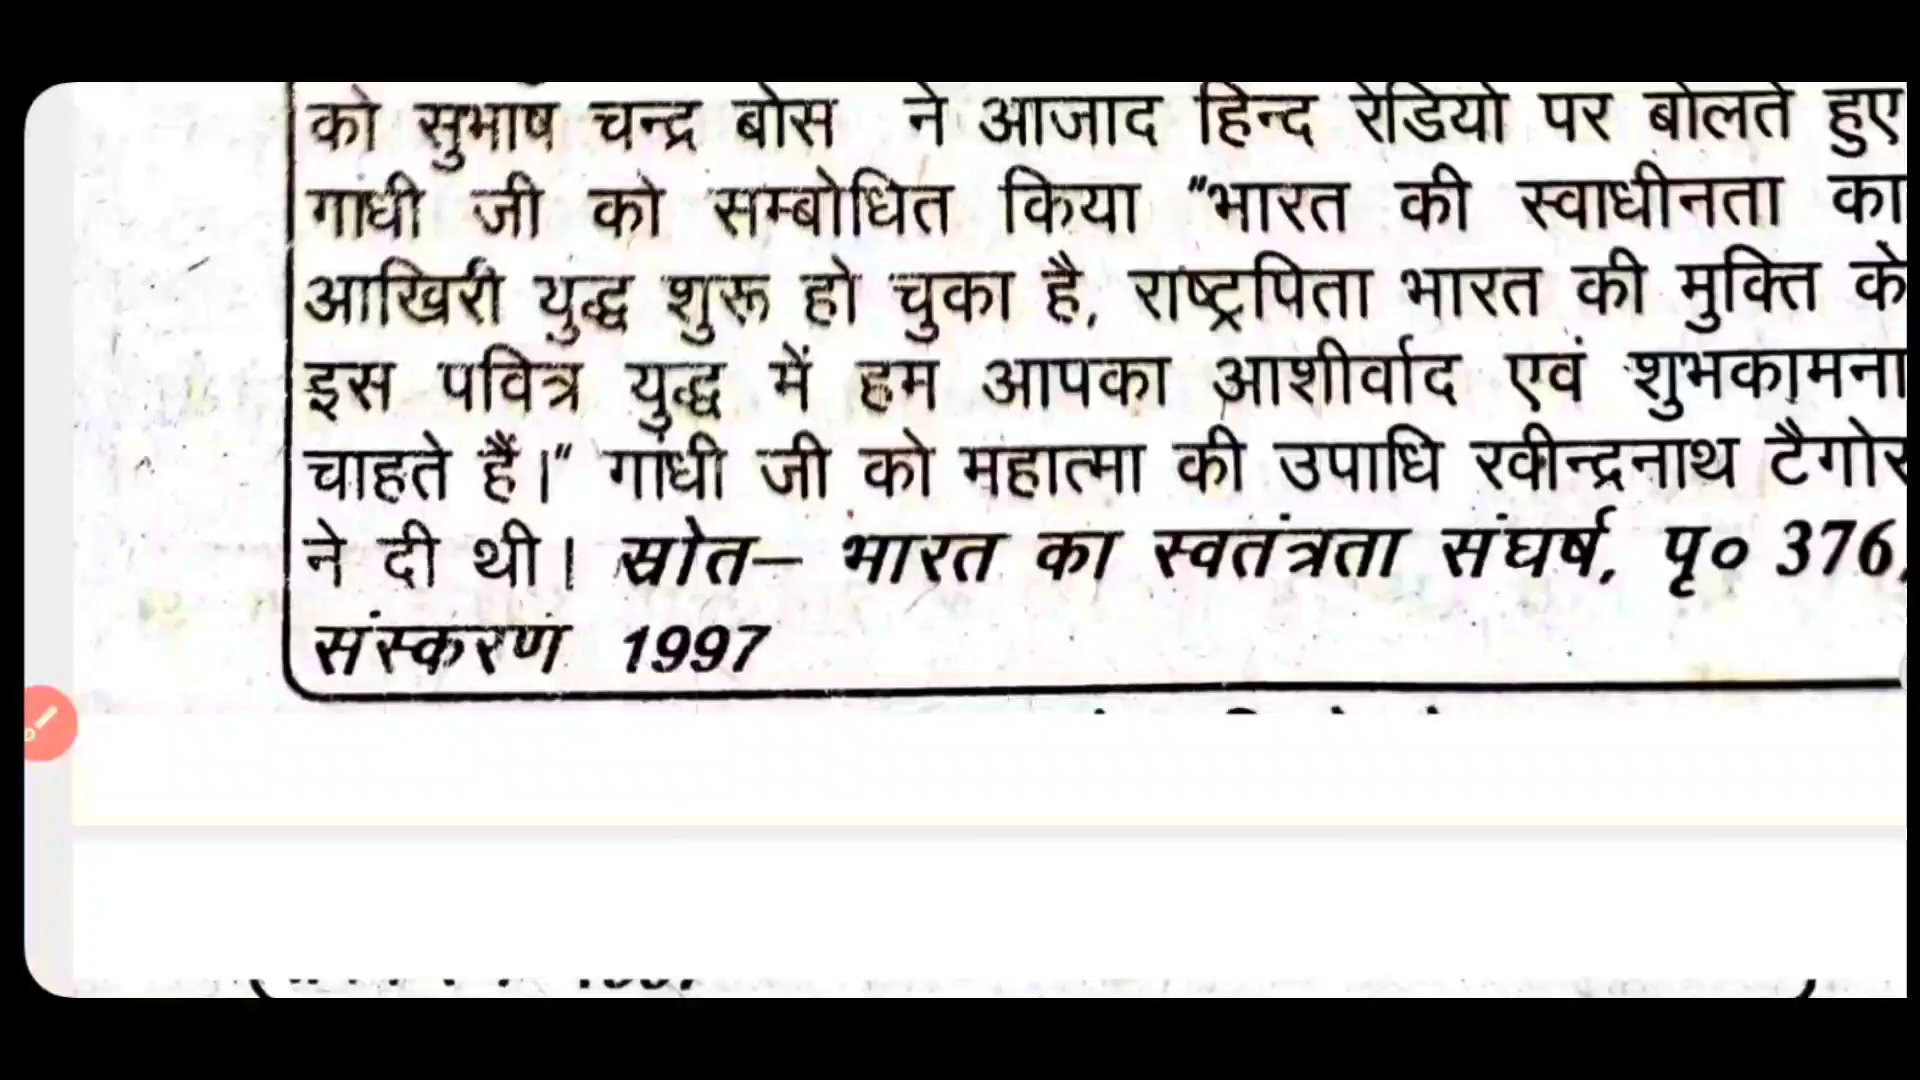 को सुभाष चन्द्र बोस ने आजाद हिन्द रेडियो पर बोलते हुए
गांधी जी को सम्बोधित किया "भारत की स्वाधीनता का
आखिरी युद्ध शुरू हो चुका है, राष्ट्रपिता भारत की मुक्ति के
इस पवित्र युद्ध में हम आपका आशीर्वाद एवं शुभकामना
चाहते हैं।" गांधी जी को महात्मा की उपाधि रवीन्द्रनाथ टैगोर
ने दी थी। स्रोत– भारत का स्वतंत्रता संघर्ष, पृ० 376,
संस्करण 1997